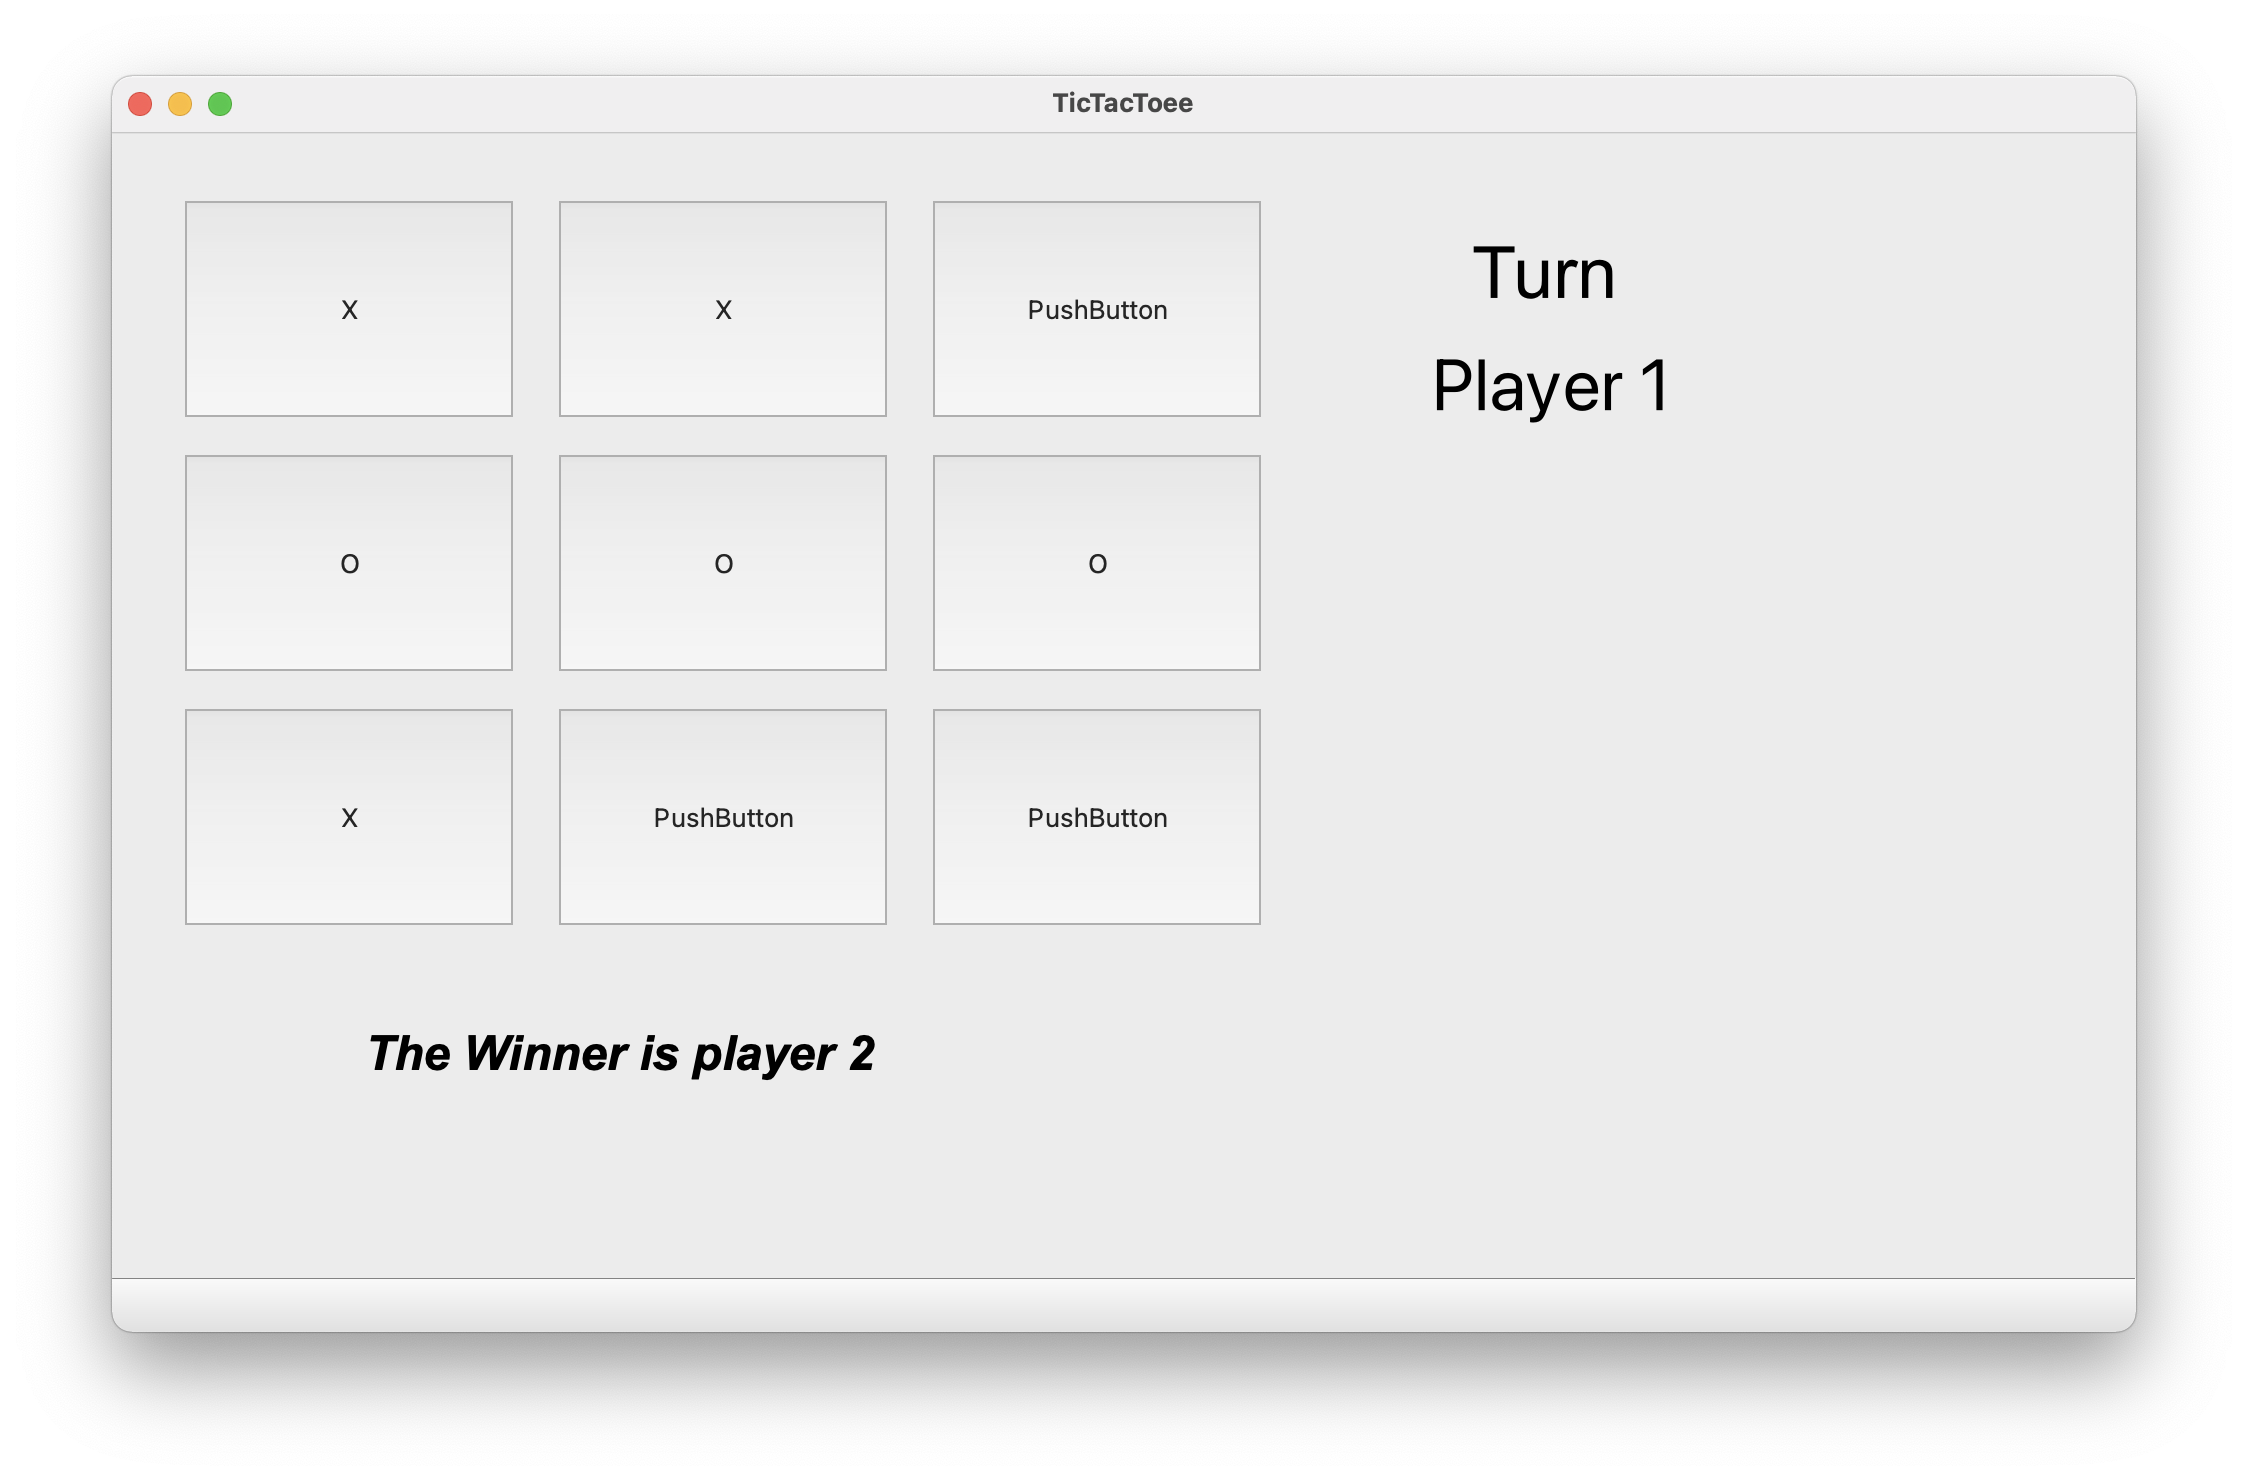 TicTacToee
X X PushButton
Turn
Player 1
O O O
X PushButton PushButton
The Winner is player 2